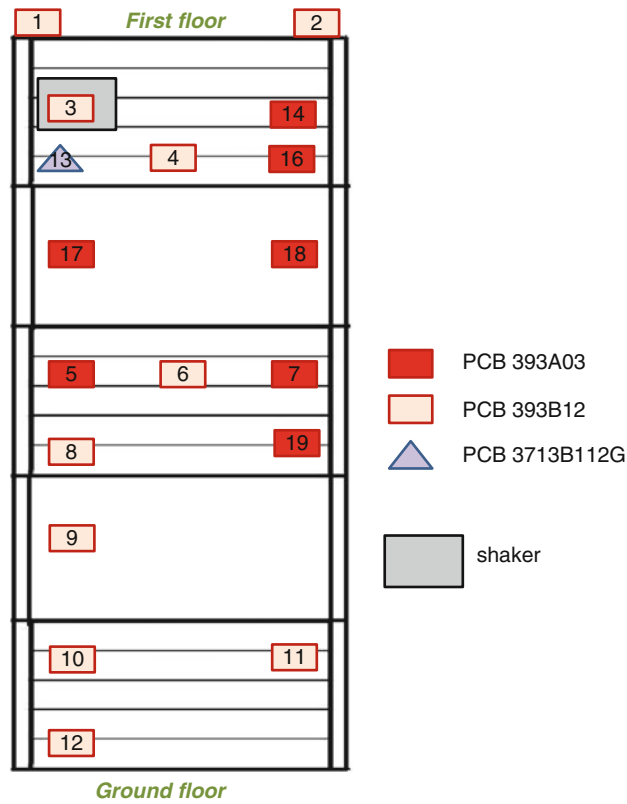 1 First floor 2
3 14
13 4 16
17 18
5 6 7
PCB 393A03
PCB 393B12
8 19
PCB 3713B112G
9
shaker
10 11
12
Ground floor